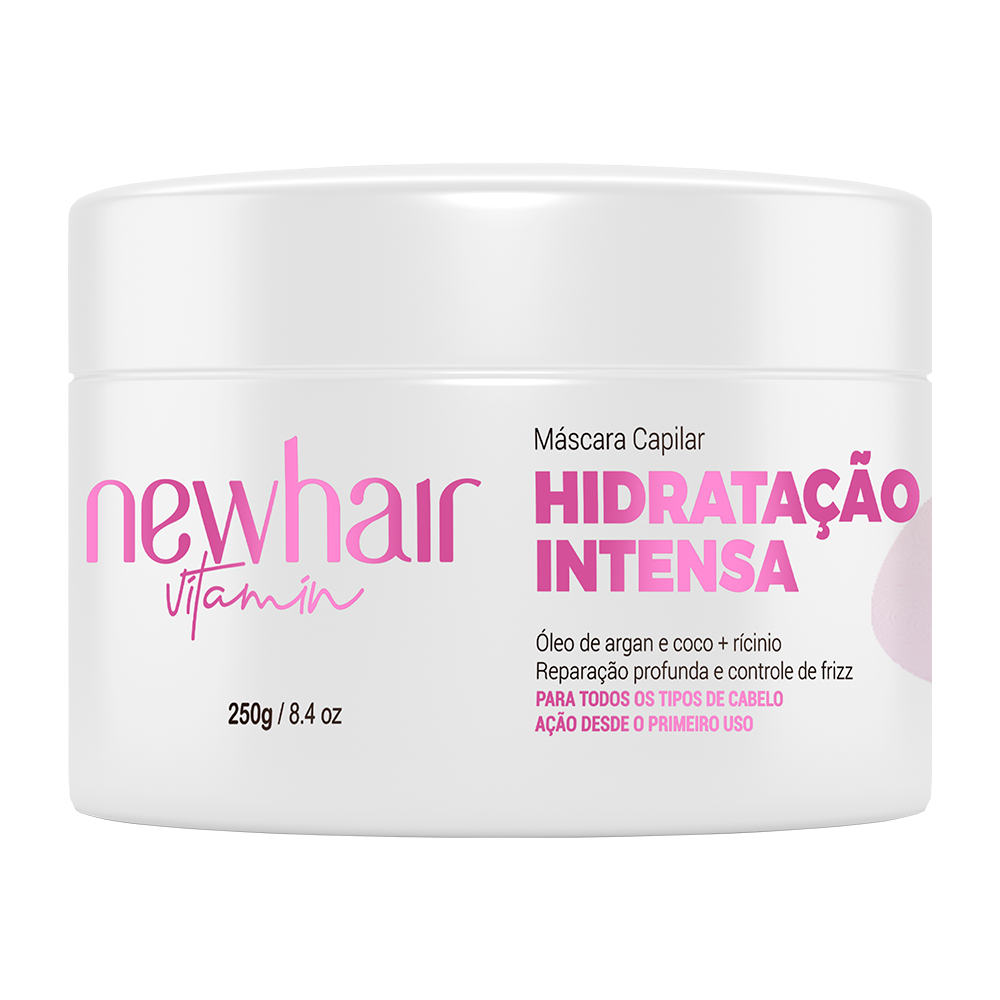 newhair
vitamin
250g / 8.4 oz
Máscara Capilar
HIDRATAÇÃO
INTENSA
Óleo de argan e coco + rícinio
Reparação profunda e controle de frizz
PARA TODOS OS TIPOS DE CABELO
AÇÃO DESDE O PRIMEIRO USO